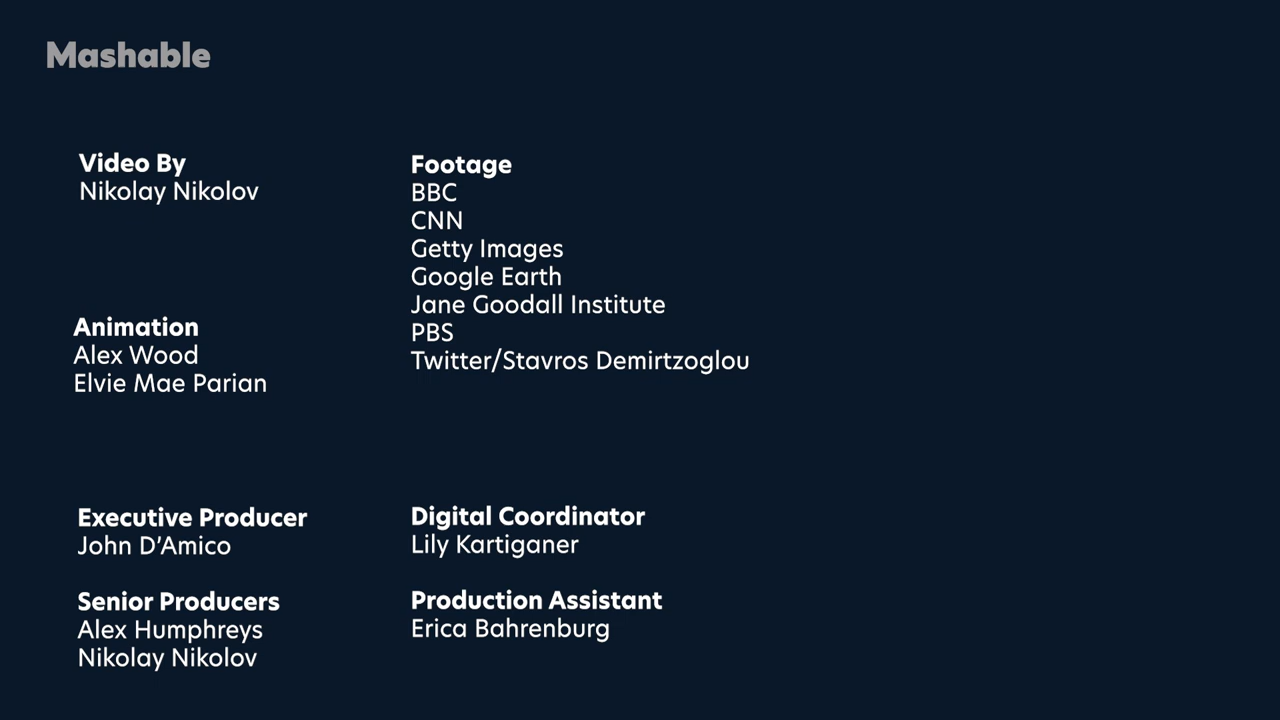 Mashable
Video By
Nikolay Nikolov
Animation
Alex Wood
Elvie Mae Parian
Executive Producer
John D’Amico
Senior Producers
Alex Humphreys
Nikolay Nikolov
Footage
BBC
CNN
Getty Images
Google Earth
Jane Goodall Institute
PBS
Twitter/Stavros Demirtzoglou
Digital Coordinator
Lily Kartiganer
Production Assistant
Erica Bahrenburg